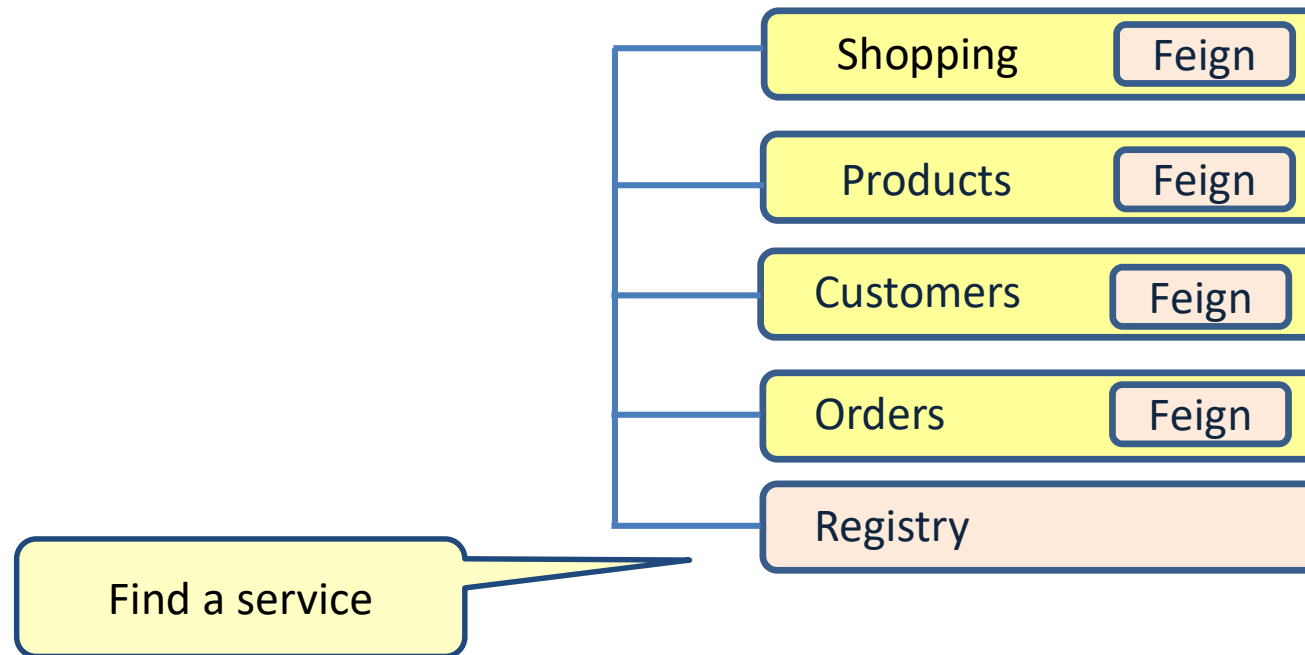 Shopping Feign
Products Feign
Customers Feign
Orders Feign
Registry
Find a service